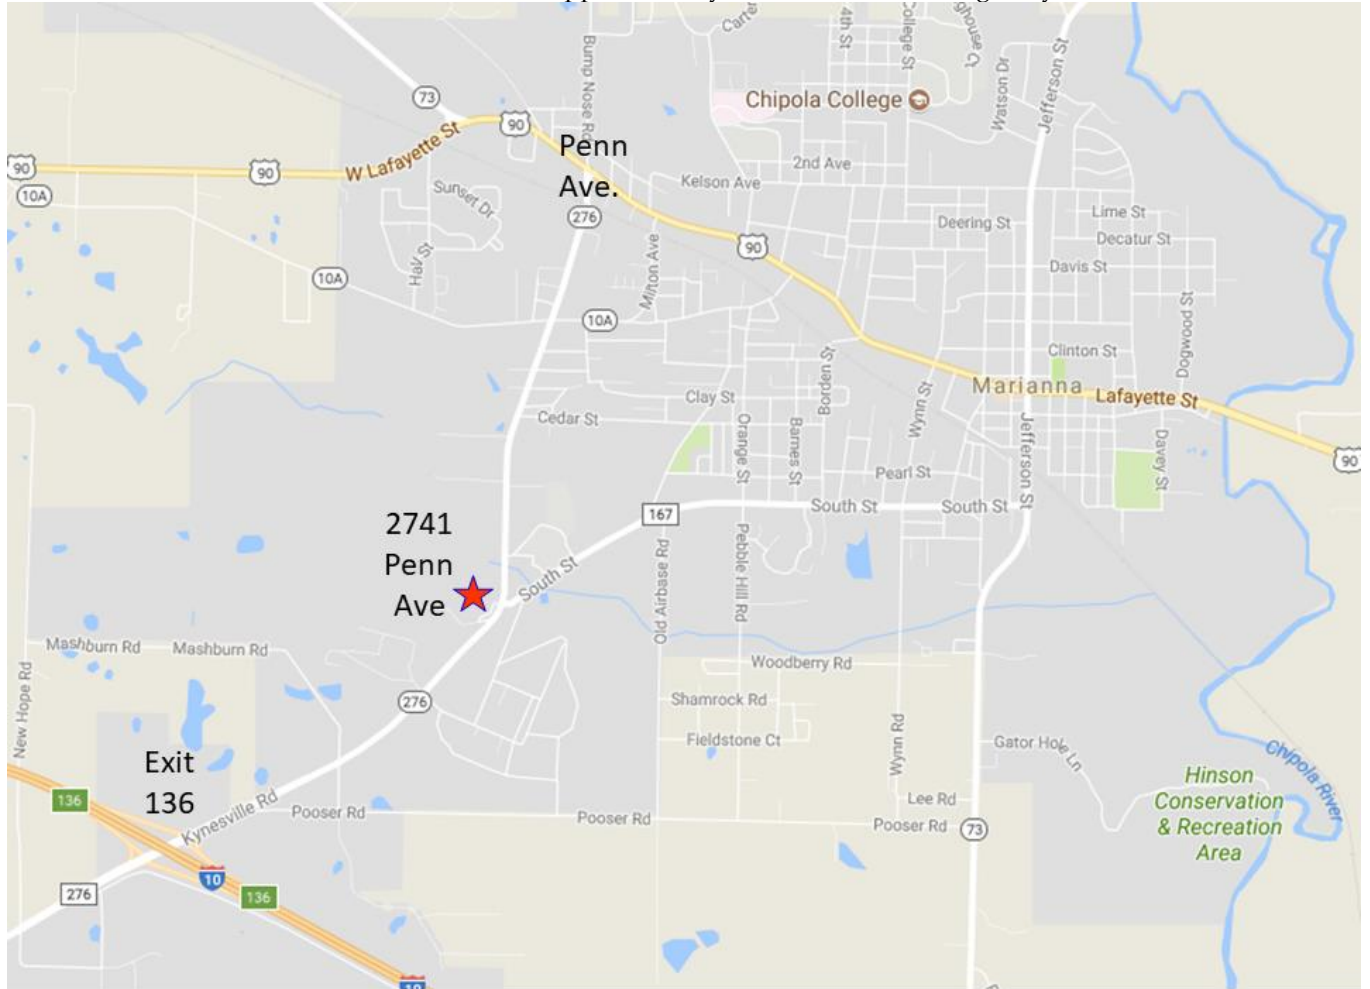 Carter
4th St
College St
Watson Dr
Jefferson St
Bump Nose Rd
73
Chipola College
90
W Lafayette St
Penn
Ave.
2nd Ave
Kelson Ave
90
90
10A
Sunset Dr
276
Lime St
Deering St
Decatur St
90
Milton Ave
Davis St
10A
10A
Dogwood St
Clinton St
Borden St
Wynn St
Marianna
Lafayette St
Clay St
Cedar St
Orange St
Barnes St
Jefferson St
Davey St
90
Pearl St
South St
South St
167
2741
Penn
Ave
South St
Old Airbase Rd
Pebble Hill Rd
Mashburn Rd
Mashburn Rd
Woodberry Rd
New Hope Rd
276
Shamrock Rd
Fieldstone Ct
Wynn Rd
Gator Hole Ln
Chipola River
Exit
136
136
Kynesville Rd
Hinson
Conservation
& Recreation
Area
Pooser Rd
Pooser Rd
Lee Rd
Pooser Rd
73
10
276
136
10